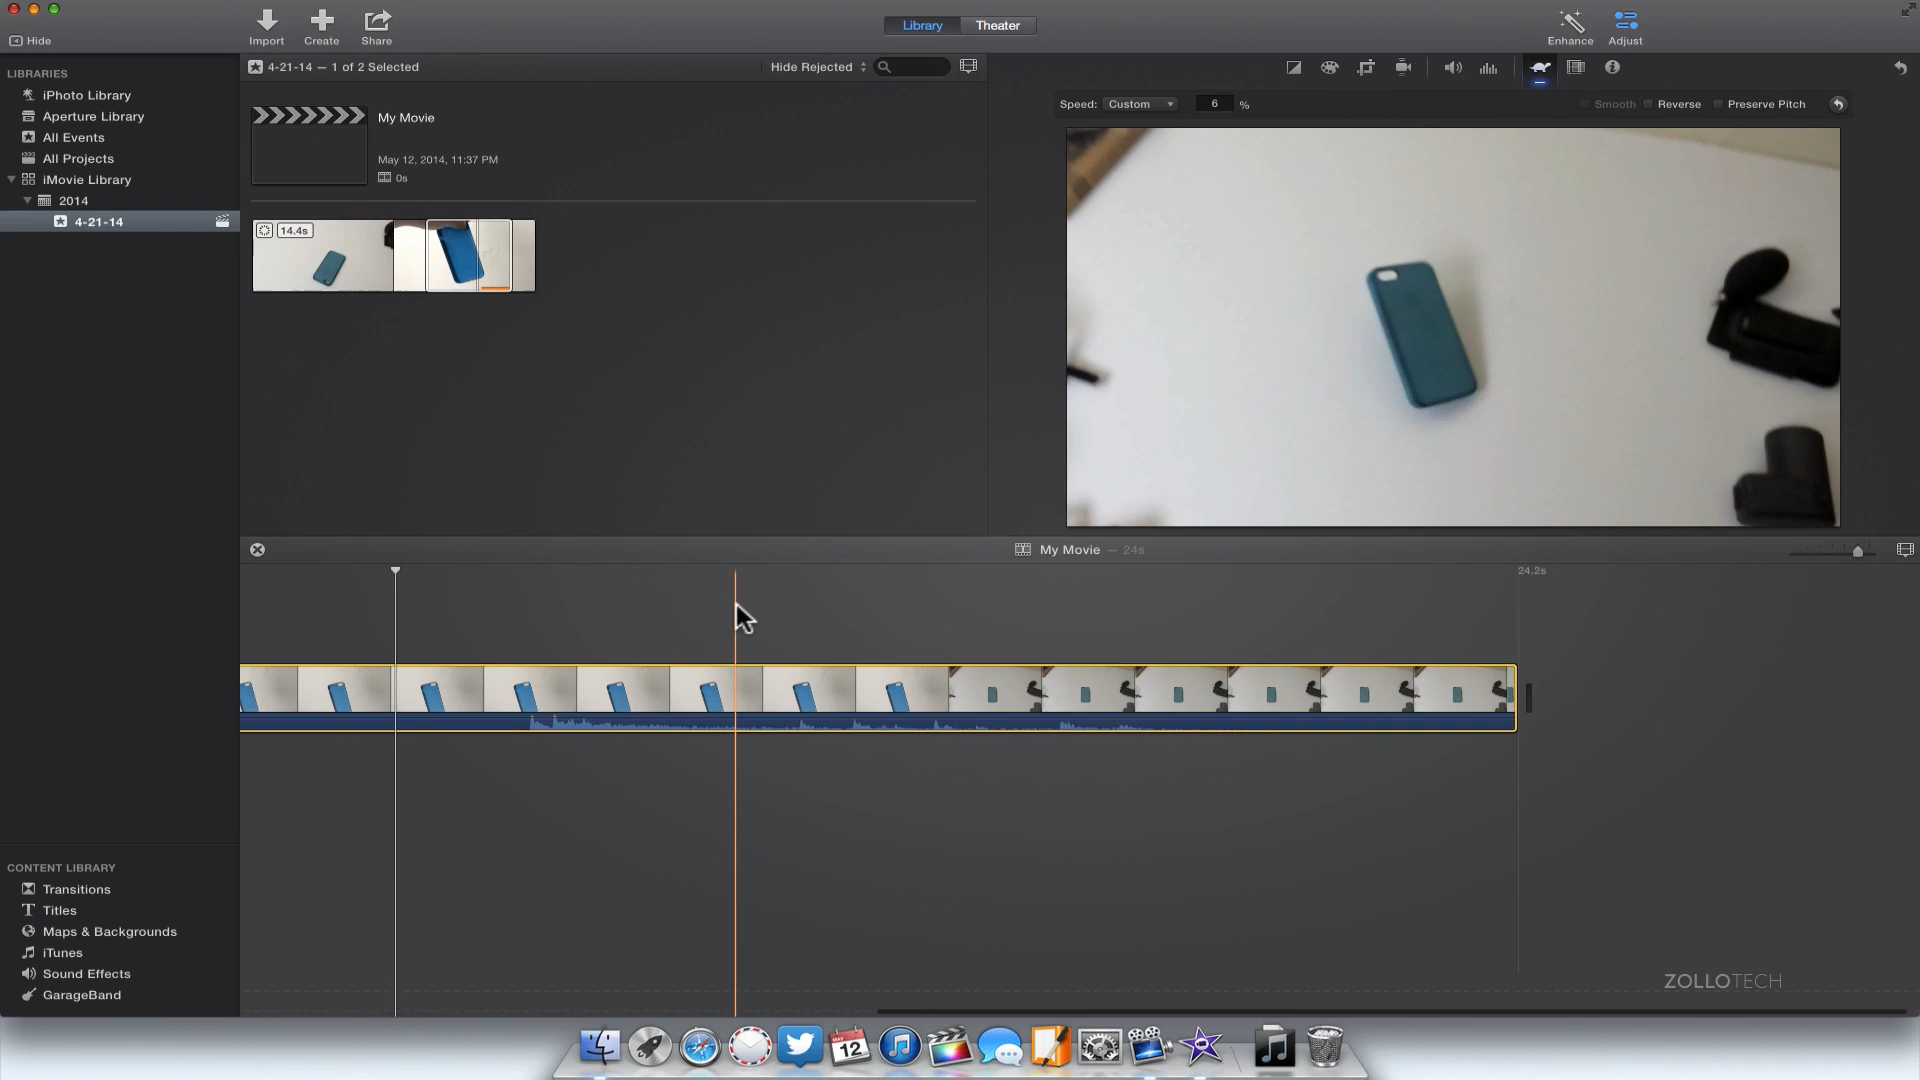 Hide
Import
Create
Share
Library
Theater
Enhance
Adjust
LIBRARIES
iPhoto Library
Aperture Library
All Events
All Projects
iMovie Library
2014
4-21-14
4-21-14 — 1 of 2 Selected
Hide Rejected
My Movie
May 12, 2014, 11:37 PM
0s
14.4s
Speed: Custom 6 %
Smooth
Reverse
Preserve Pitch
My Movie — 24s
24.2s
CONTENT LIBRARY
Transitions
T Titles
Maps & Backgrounds
iTunes
Sound Effects
GarageBand
ZOLLOTECH
MAY
12